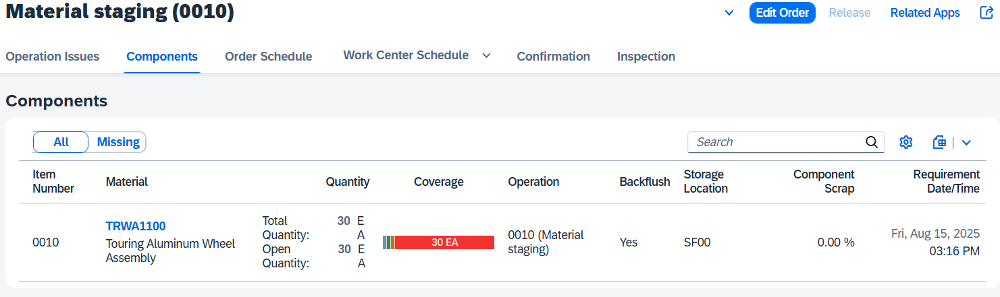 Material staging (0010)
Edit Order
Release
Related Apps
Operation Issues
Components
Order Schedule
Work Center Schedule
Confirmation
Inspection
Components
All
Missing
Search
Item
Number
Material
Quantity
Coverage
Operation
Backflush
Storage
Location
Component
Scrap
Requirement
Date/Time
0010
TRWA1100
Touring Aluminum Wheel
Assembly
Total
Quantity:
30 E
A
Open
Quantity:
30 E
A
30 EA
0010 (Material
staging)
Yes
SF00
0.00 %
Fri, Aug 15, 2025
03:16 PM